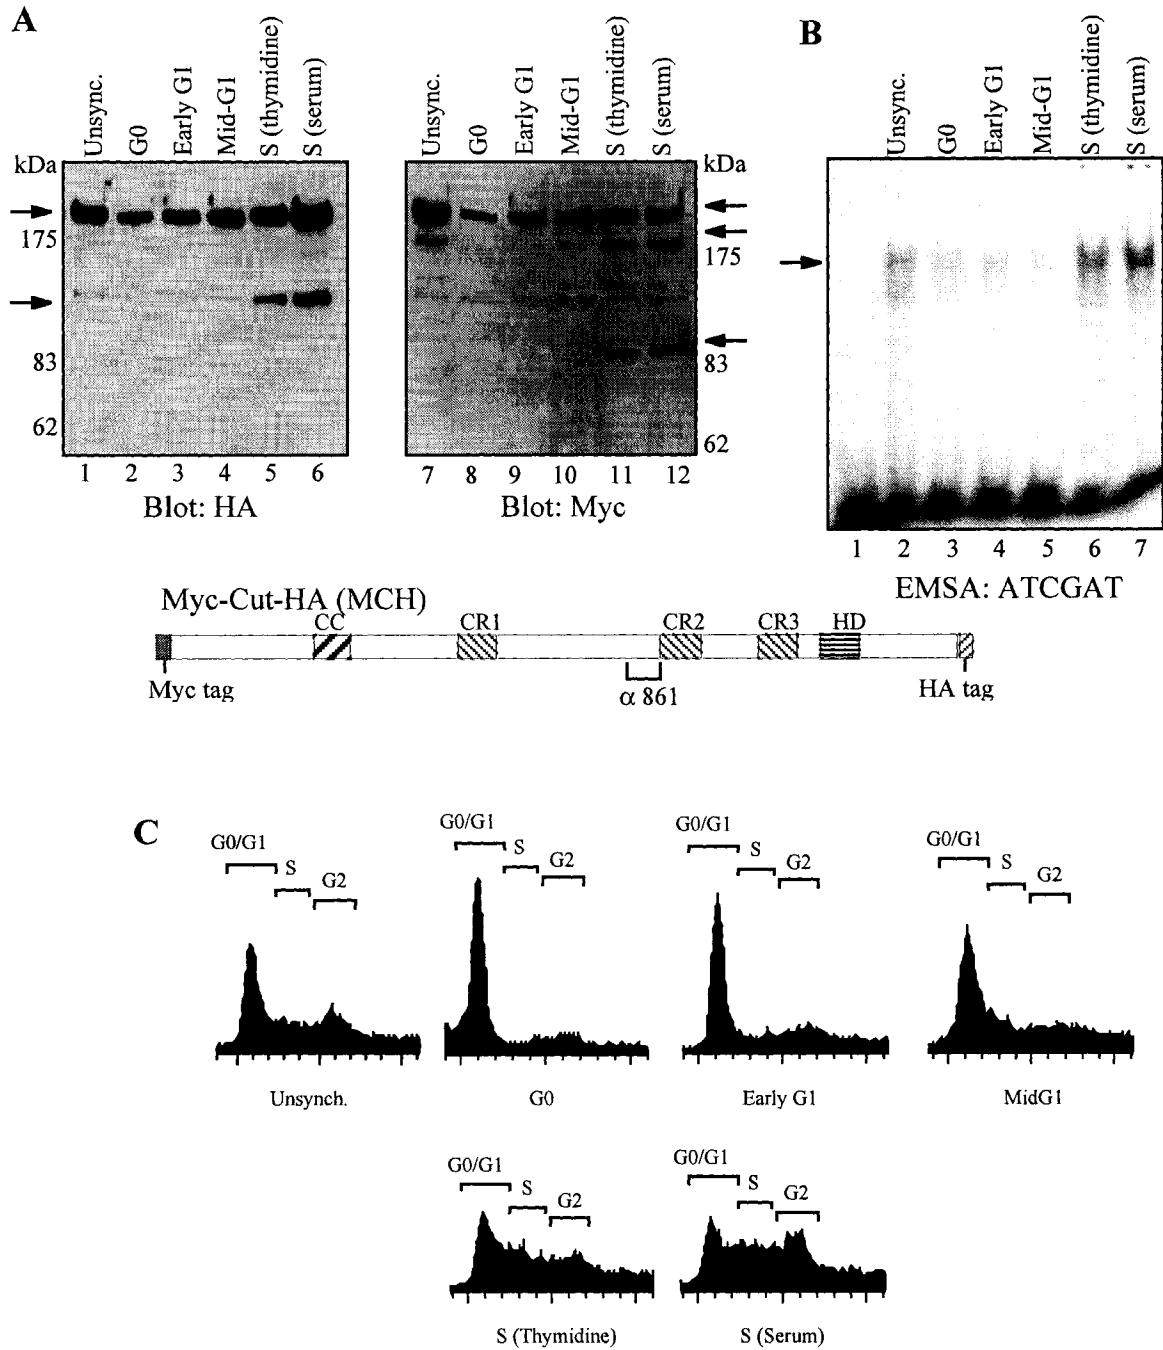 A
Unsync.
G0
Early G1
Mid-G1
S (thymidine)
S (serum)
kDa
175
83
62
1 2 3 4 5 6
Blot: HA
Unsync.
G0
Early G1
Mid-G1
S (thymidine)
S (serum)
kDa
175
83
62
7 8 9 10 11 12
Blot: Myc
B
Unsync.
G0
Early G1
Mid-G1
S (thymidine)
S (serum)
1 2 3 4 5 6 7
EMSA: ATCGAT
Myc-Cut-HA (MCH)
CC CR1 CR2 CR3 HD
Myc tag
α 861
HA tag
C
G0/G1 S G2
Unsynch.
G0/G1 S G2
G0
G0/G1 S G2
Early G1
G0/G1 S G2
MidG1
G0/G1 S G2
S (Thymidine)
G0/G1 S G2
S (Serum)